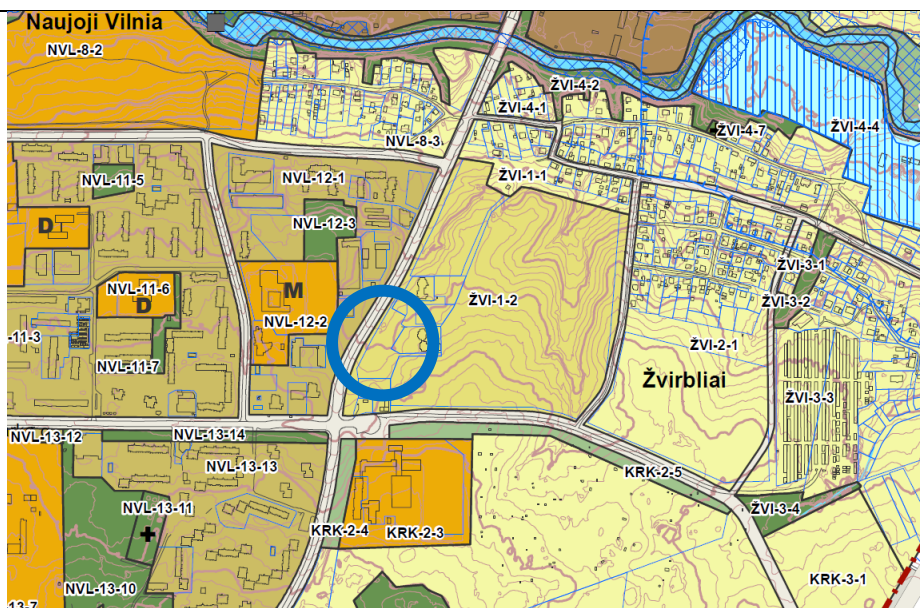 Naujoji Vilnia
NVL-8-2
ŽVI-4-2
ŽVI-4-1
ŽVI-4-7
ŽVI-4-4
NVL-8-3
NVL-11-5
NVL-12-1
ŽVI-1-1
NVL-12-3
D
ŽVI-3-1
NVL-11-6
D
M
ŽVI-1-2
ŽVI-3-2
NVL-12-2
-11-3
ŽVI-2-1
NVL-11-7
Žvirbliai
ŽVI-3-3
NVL-13-12
NVL-13-14
NVL-13-13
KRK-2-5
NVL-13-11
ŽVI-3-4
KRK-2-4
KRK-2-3
KRK-3-1
NVL-13-10
13-7